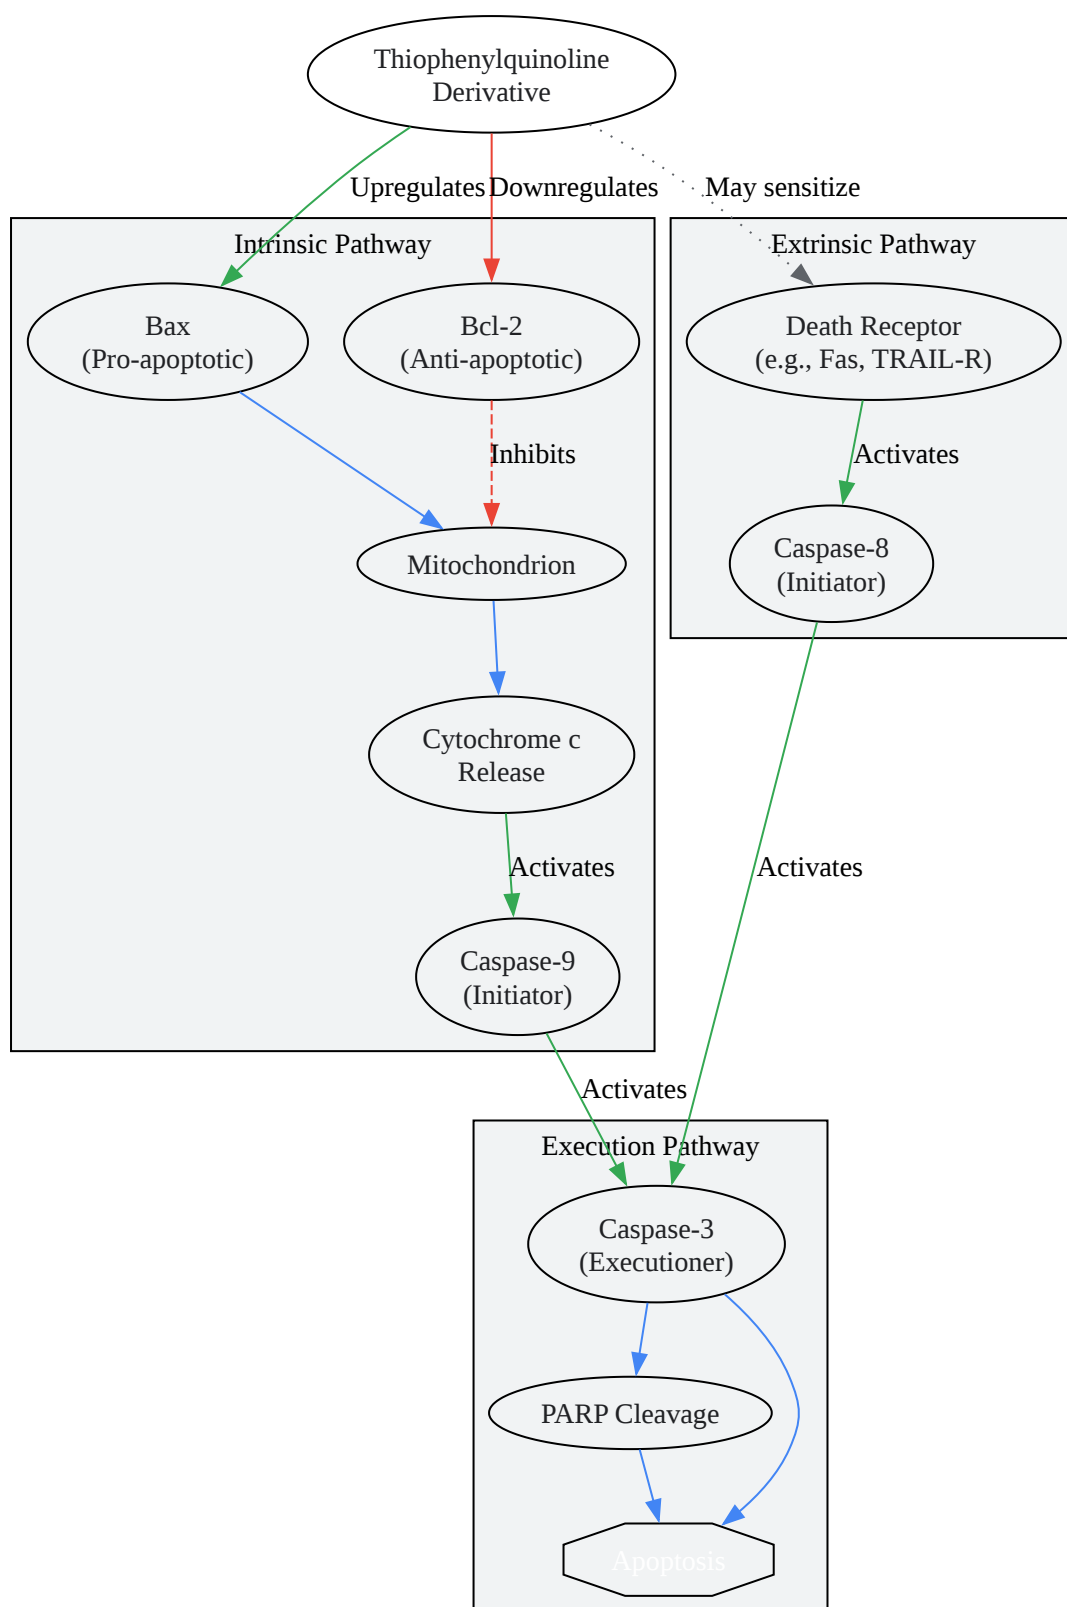 Thiophenylquinoline
Derivative
Upregulates
Downregulates
May sensitize
Intrinsic Pathway
Extrinsic Pathway
Bax
(Pro-apoptotic)
Bcl-2
(Anti-apoptotic)
Death Receptor
(e.g., Fas, TRAIL-R)
Inhibits
Activates
Mitochondrion
Caspase-8
(Initiator)
Cytochrome c
Release
Activates
Activates
Caspase-9
(Initiator)
Activates
Execution Pathway
Caspase-3
(Executioner)
PARP Cleavage
Apoptosis